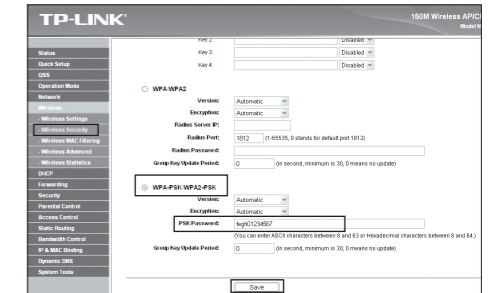 TP-LINK®
150M Wireless AP/Cl
Model N
Status
Quick Setup
QSS
Operation Mode
Network
Wireless
- Wireless Settings
- Wireless Security
- Wireless MAC Filtering
- Wireless Advanced
- Wireless Statistics
DHCP
Forwarding
Security
Parental Control
Access Control
Static Routing
Bandwidth Control
IP & MAC Binding
Dynamic DNS
System Tools
Key 2: Disabled
Key 3: Disabled
Key 4: Disabled
WPA/WPA2
Version: Automatic
Encryption: Automatic
Radius Server IP:
Radius Port: 1812 (1-65535, 0 stands for default port 1812)
Radius Password:
Group Key Update Period: 0 (in second, minimum is 30, 0 means no update)
WPA-PSK/WPA2-PSK
Version: Automatic
Encryption: Automatic
PSK Password: fegh01234567
(You can enter ASCII characters between 8 and 63 or Hexadecimal characters between 8 and 64.)
Group Key Update Period: 0 (in second, minimum is 30, 0 means no update)
Save